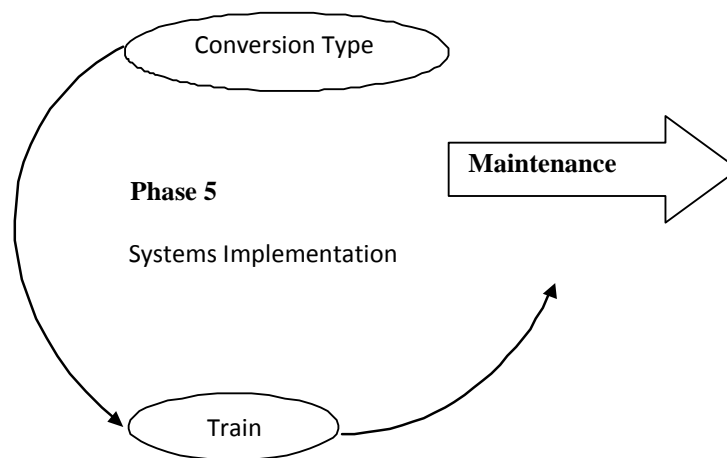 Conversion Type
Maintenance
Phase 5
Systems Implementation
Train